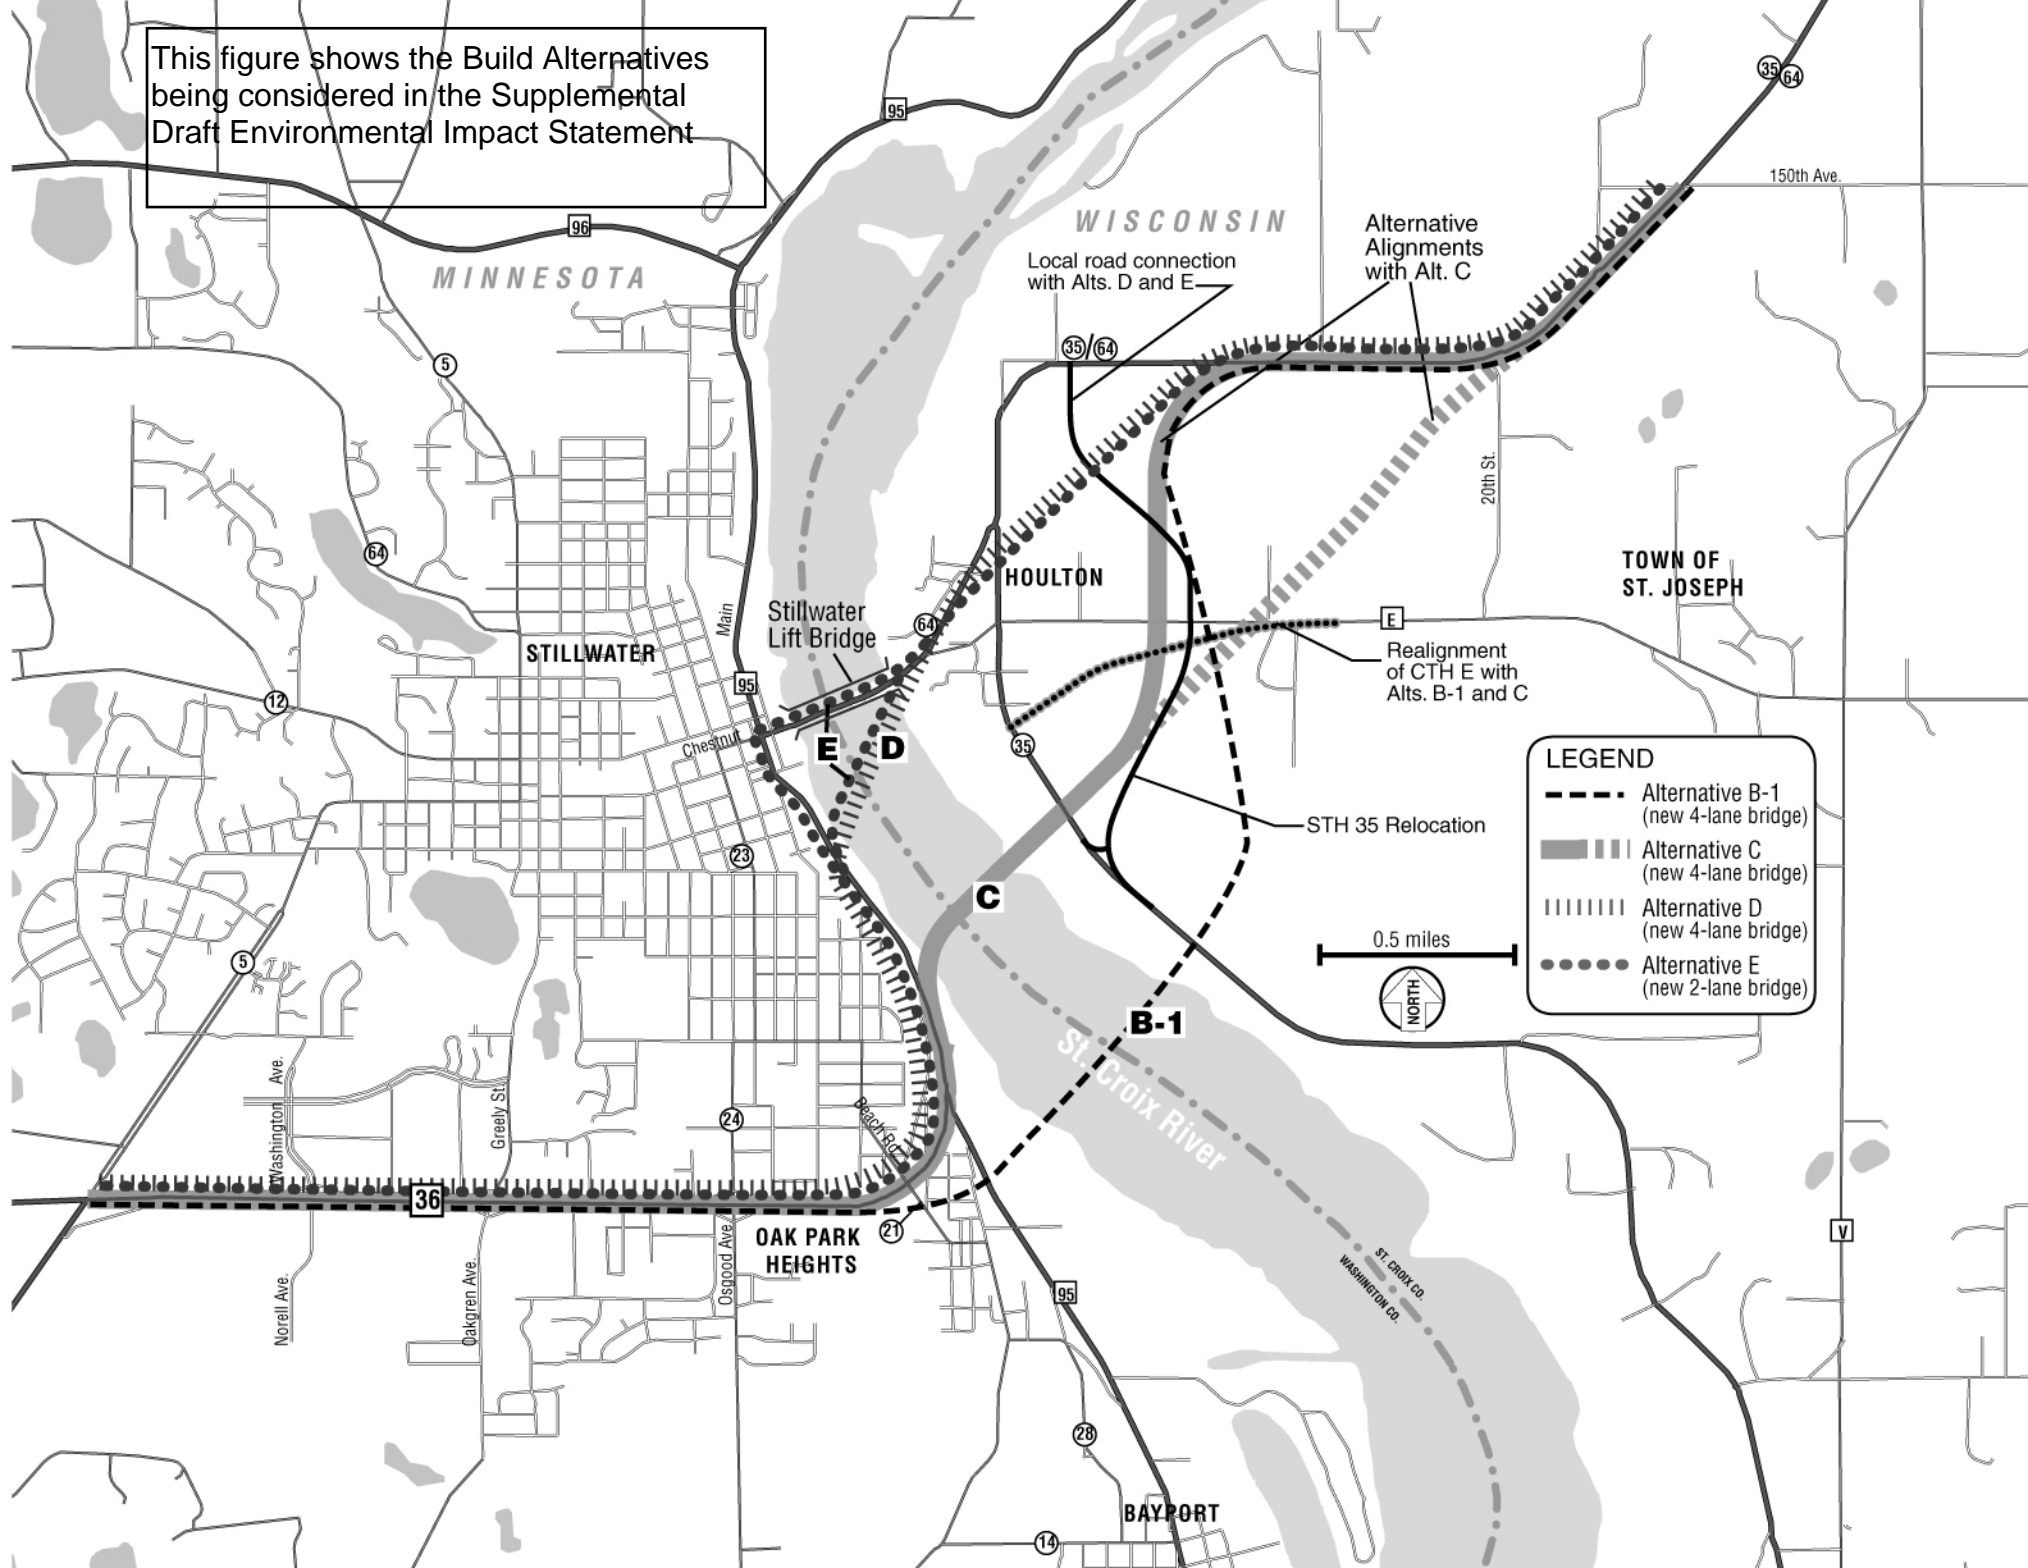 This figure shows the Build Alternatives
being considered in the Supplemental
Draft Environmental Impact Statement
35
64
95
150th Ave.
96
WISCONSIN
Alternative
Alignments
with Alt. C
MINNESOTA
Local road connection
with Alts. D and E
35/64
5
20th St.
64
TOWN OF
ST. JOSEPH
HOULTON
Stillwater
Lift Bridge
Main
64
E
STILLWATER
Realignment
of CTH E with
Alts. B-1 and C
95
12
Chestnut
E
D
35
LEGEND
Alternative B-1
(new 4-lane bridge)
Alternative C
(new 4-lane bridge)
Alternative D
(new 4-lane bridge)
Alternative E
(new 2-lane bridge)
STH 35 Relocation
23
C
0.5 miles
NORTH
5
B-1
St. Croix River
Washington Ave.
Greely St.
24
Beach Rd.
36
21
OAK PARK
HEIGHTS
V
ST. CROIX CO.
WASHINGTON CO.
Norell Ave.
Oakgren Ave.
Osgood Ave.
95
28
BAYPORT
14